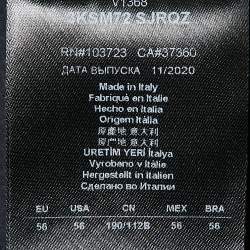 V1368
3KSM72 SJROZ
RN#103723 CA#37360
ДАТА ВЫПУСКА 11/2020
Made in Italy
Fabriqué en Italie
Hecho en Italia
Origem Itália
原產地意大利
原产地意大利
ÜRETİM YERİ İtalya
Vyrobeno v Itálie
Hergestellt in Italien
Сделано во Италии
EU USA CN MEX BRA
56 56 190/112B 56 56